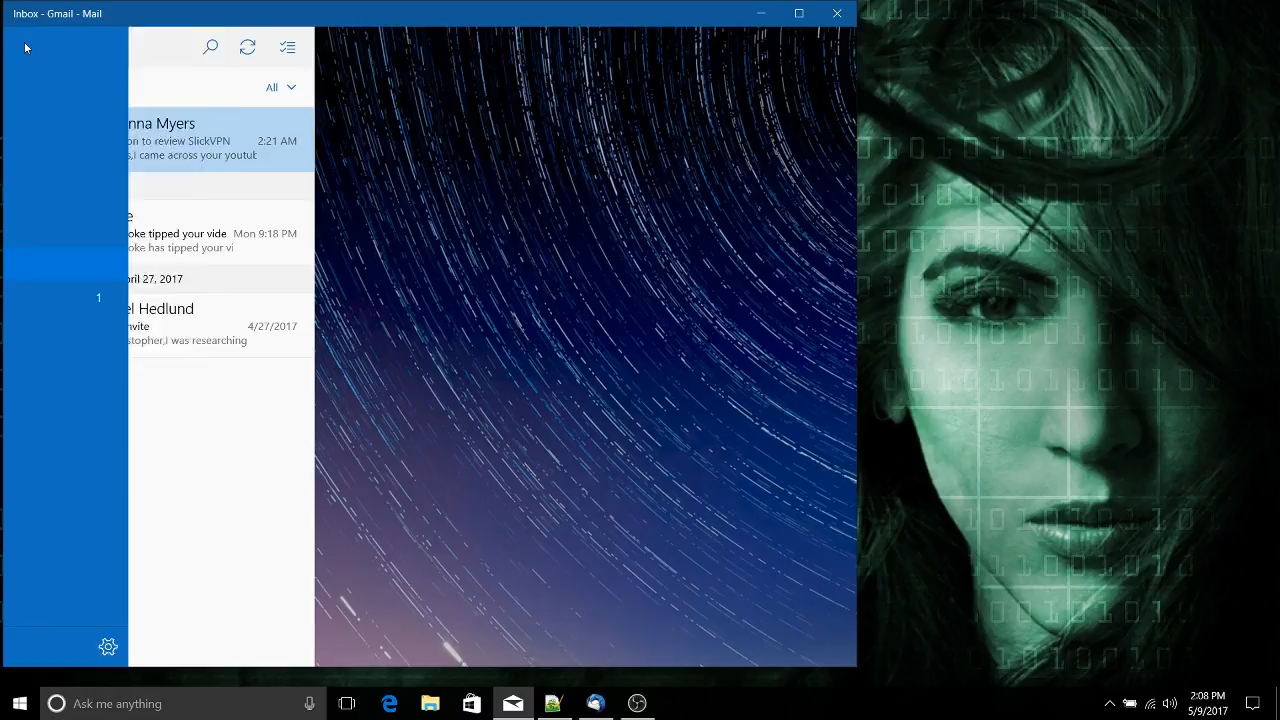 Inbox - Gmail - Mail
All
nna Myers
on to review SlickVPN 2:21 AM
s,I came across your youtub
e
oke tipped your vide Mon 9:18 PM
oke has tipped your vi
pril 27, 2017
1
el Hedlund
nvite 4/27/2017
stopher,I was researching
Ask me anything
2:08 PM
5/9/2017